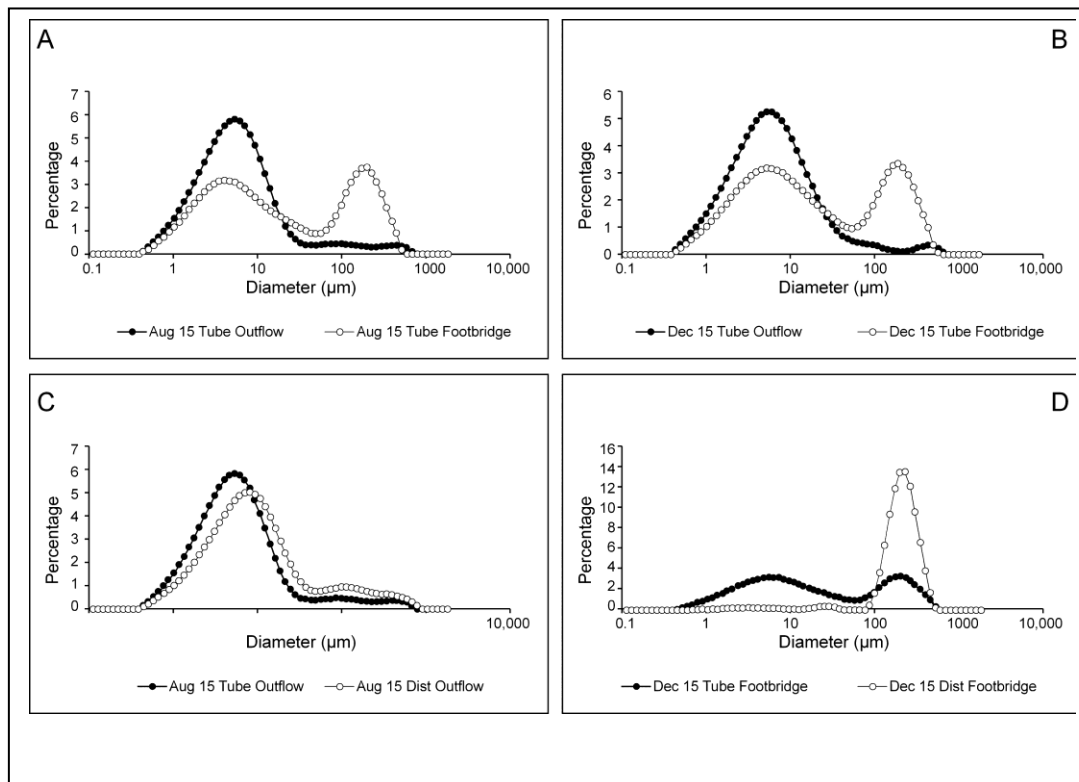 A
7
6
5
4
3
2
1
0
Percentage
0.1 1 10 100 1000 10,000
Diameter (µm)
Aug 15 Tube Outflow Aug 15 Tube Footbridge
B
6
5
4
3
2
1
0
Percentage
0.1 1 10 100 1000 10,000
Diameter (µm)
Dec 15 Tube Outflow Dec 15 Tube Footbridge
C
7
6
5
4
3
2
1
0
Percentage
10,000
Diameter (µm)
Aug 15 Tube Outflow Aug 15 Dist Outflow
D
16
14
12
10
8
6
4
2
0
Percentage
0.1 1 10 100 1000 10,000
Diameter (µm)
Dec 15 Tube Footbridge Dec 15 Dist Footbridge